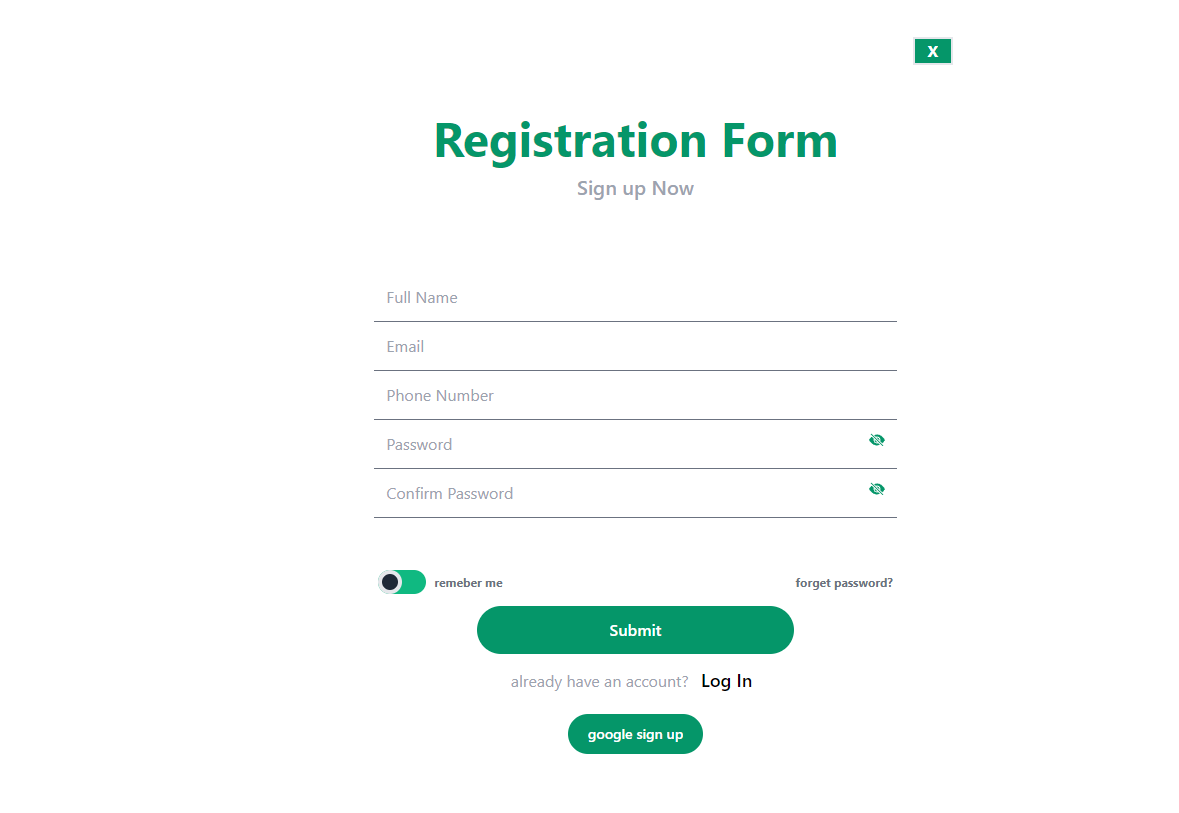 X
Registration Form
Sign up Now
Full Name
Email
Phone Number
Password
Confirm Password
remeber me
forget password?
Submit
already have an account? Log In
google sign up